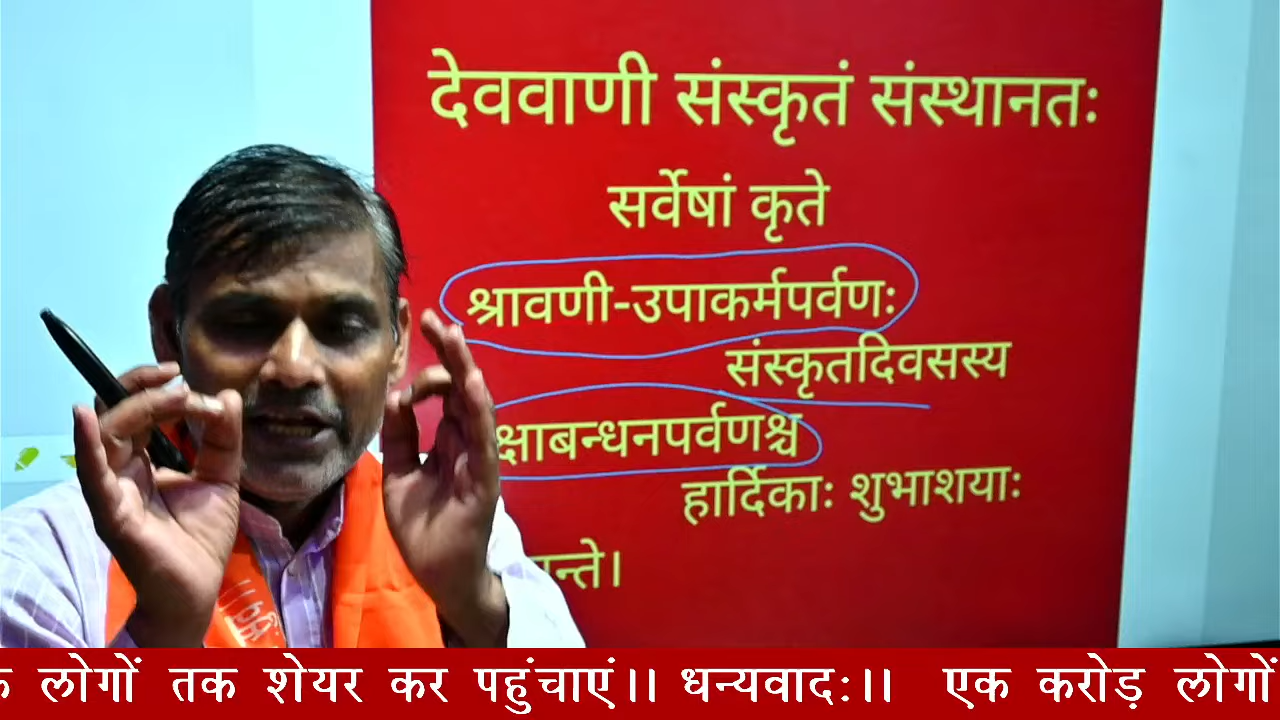 देववाणी संस्कृतं संस्थानतः
सर्वेषां कृते
श्रावणी-उपाकर्मपर्वणः
संस्कृतदिवसस्य
क्षाबन्धनपर्वणश्च
हार्दिकाः शुभाशयाः
न्ते।
लोगों तक शेयर कर पहुंचाएं।। धन्यवादः।। एक करोड़ लोगों